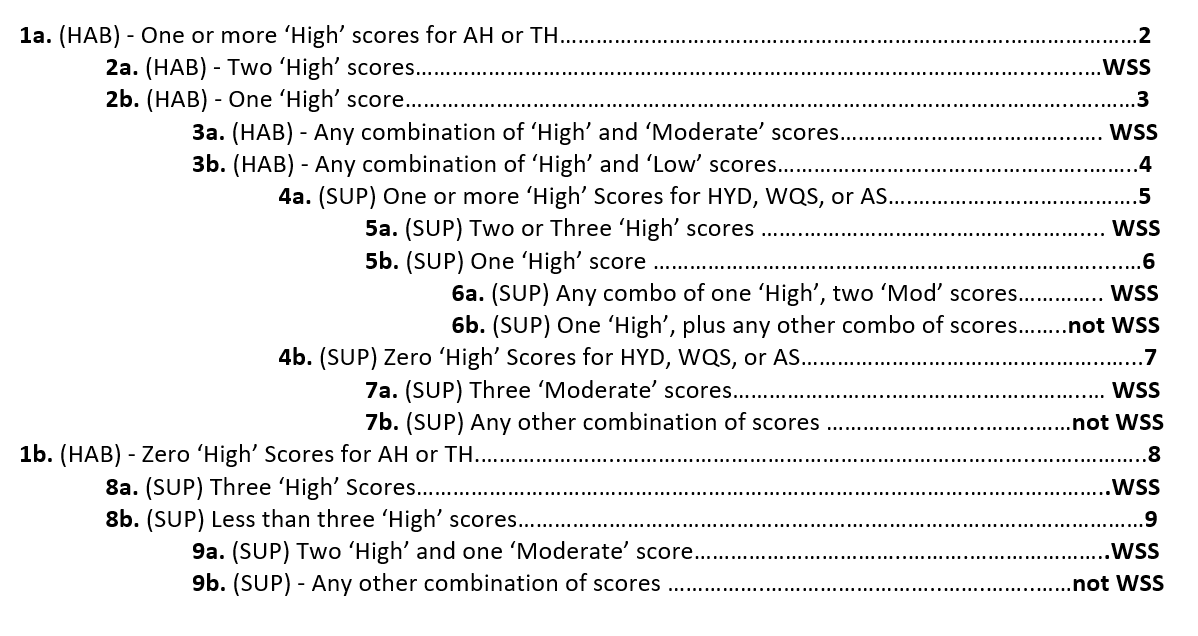 1a. (HAB) - One or more ‘High’ scores for AH or TH……………………………………………………………………………………2
2a. (HAB) - Two ‘High’ scores………………………………………………………………………………………………WSS
2b. (HAB) - One ‘High’ score……………………………………………………………………………………………………3
3a. (HAB) - Any combination of ‘High’ and ‘Moderate’ scores……………………………………… WSS
3b. (HAB) - Any combination of ‘High’ and ‘Low’ scores…………………………………………………4
4a. (SUP) One or more ‘High’ Scores for HYD, WQS, or AS…………………………………5
5a. (SUP) Two or Three ‘High’ scores ……………………………………………… WSS
5b. (SUP) One ‘High’ score …………………………………………………………………6
6a. (SUP) Any combo of one ‘High’, two ‘Mod’ scores………….. WSS
6b. (SUP) One ‘High’, plus any other combo of scores……..not WSS
4b. (SUP) Zero ‘High’ Scores for HYD, WQS, or AS………………………………………………7
7a. (SUP) Three ‘Moderate’ scores………………………………………………… WSS
7b. (SUP) Any other combination of scores …………………………………not WSS
1b. (HAB) - Zero ‘High’ Scores for AH or TH………………………………………………………………………………………………8
8a. (SUP) Three ‘High’ Scores………………………………………………………………………………………………WSS
8b. (SUP) Less than three ‘High’ scores……………………………………………………………………………………9
9a. (SUP) Two ‘High’ and one ‘Moderate’ score…………………………………………………………WSS
9b. (SUP) - Any other combination of scores ………………………………………………………not WSS